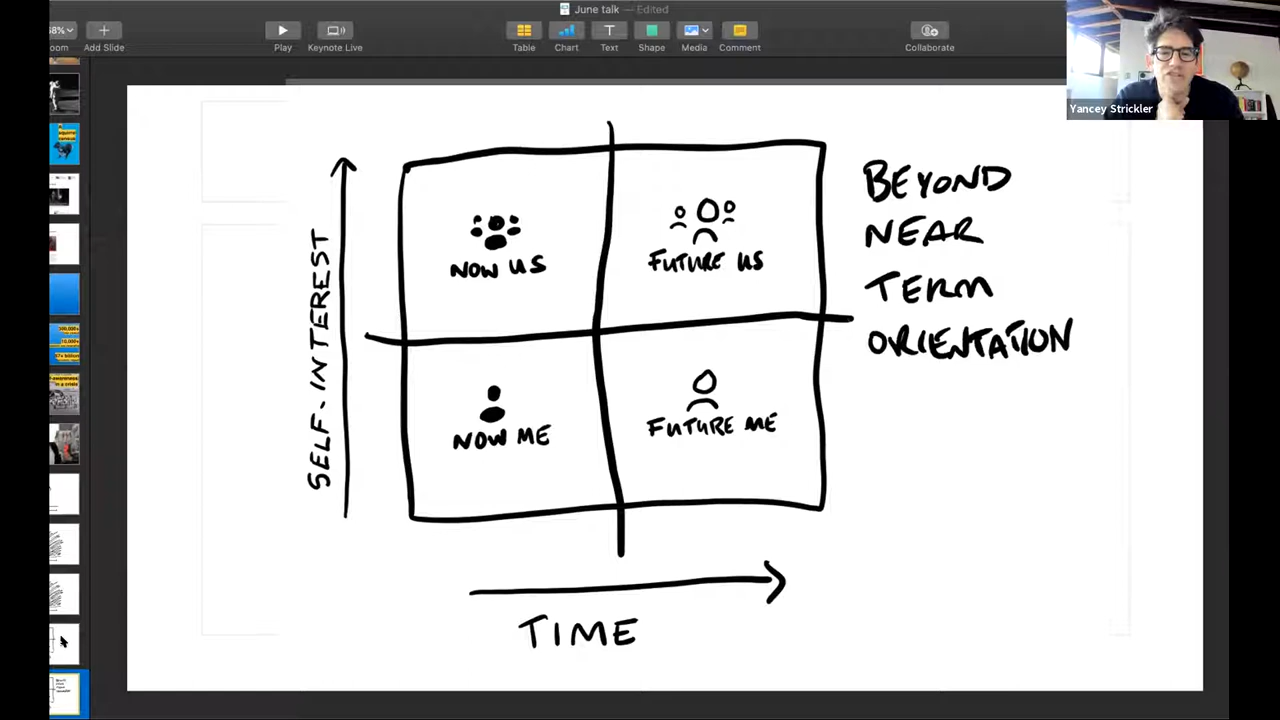 June talk — Edited
68%
Add Slide
Play
Keynote Live
Table
Chart
Text
Shape
Media
Comment
Collaborate
Yancey Strickler
SELF-INTEREST
NOW US
FUTURE US
NOW ME
FUTURE ME
BEYOND
NEAR
TERM
ORIENTATION
TIME